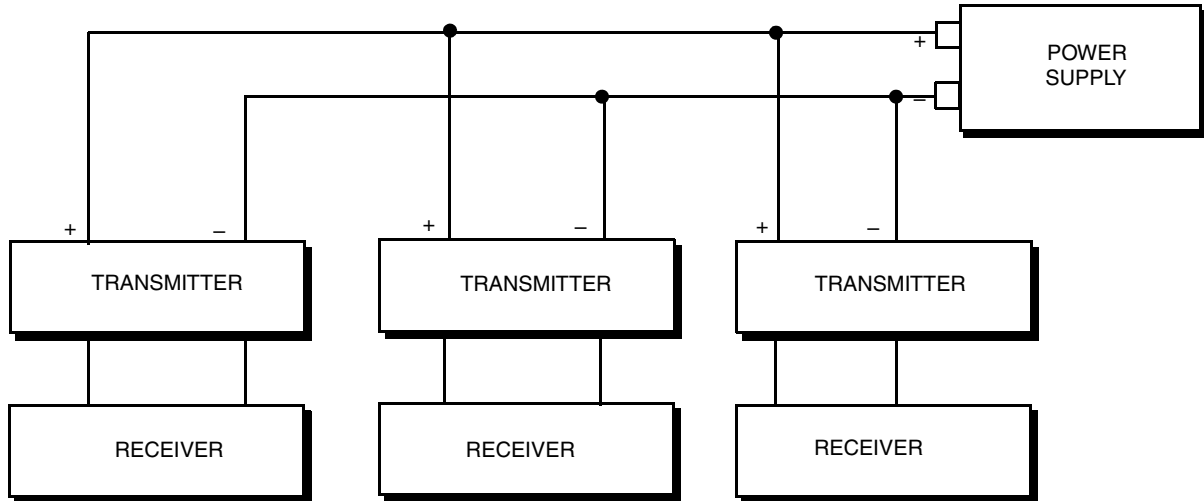 POWER
SUPPLY
+
–
+
–
+
–
+
–
TRANSMITTER
TRANSMITTER
TRANSMITTER
RECEIVER
RECEIVER
RECEIVER